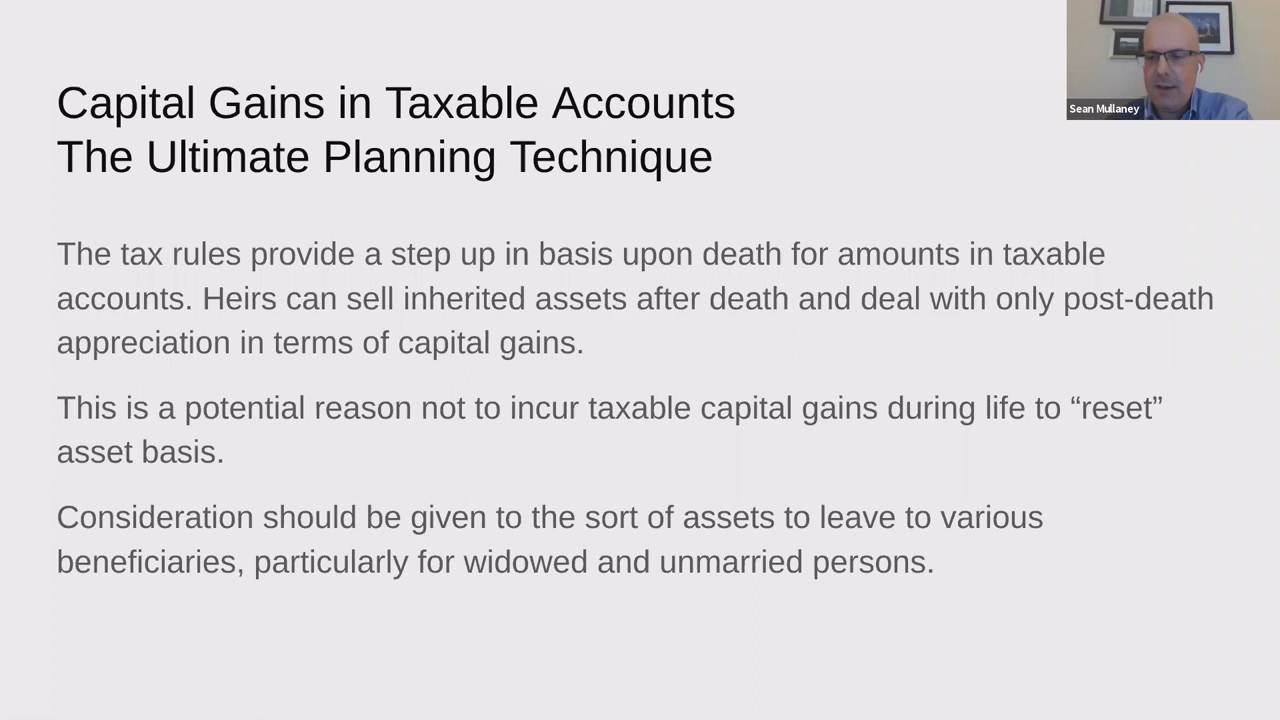 Capital Gains in Taxable Accounts
The Ultimate Planning Technique
Sean Mullaney
The tax rules provide a step up in basis upon death for amounts in taxable
accounts. Heirs can sell inherited assets after death and deal with only post-death
appreciation in terms of capital gains.
This is a potential reason not to incur taxable capital gains during life to “reset”
asset basis.
Consideration should be given to the sort of assets to leave to various
beneficiaries, particularly for widowed and unmarried persons.